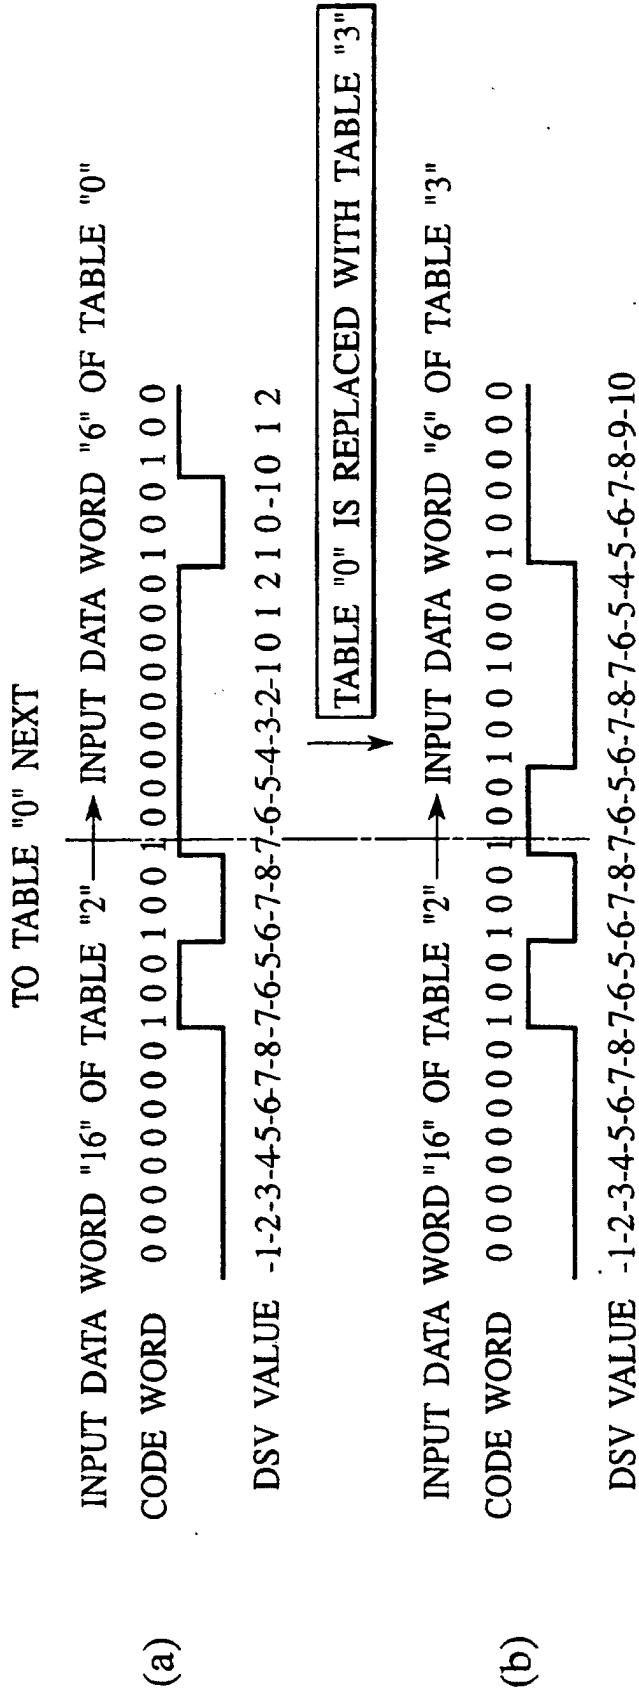 TO TABLE "0" NEXT
(a)
INPUT DATA WORD "16" OF TABLE "2" → INPUT DATA WORD "6" OF TABLE "0"
CODE WORD 0 0 0 0 0 0 0 0 1 0 0 1 0 0 1 0 0 0 0 0 0 0 0 0 1 0 0 1 0 0
DSV VALUE -1-2-3-4-5-6-7-8-7-6-5-6-7-8-7-6-5-4-3-2-1 0 1 2 1 0 -1 0 1 2
TABLE "0" IS REPLACED WITH TABLE "3"
(b)
INPUT DATA WORD "16" OF TABLE "2" → INPUT DATA WORD "6" OF TABLE "3"
CODE WORD 0 0 0 0 0 0 0 0 1 0 0 1 0 0 1 0 0 1 0 0 1 0 0 0 1 0 0 0 0 0
DSV VALUE -1-2-3-4-5-6-7-8-7-6-5-6-7-8-7-6-5-6-7-8-7-6-5-4-5-6-7-8-9-10